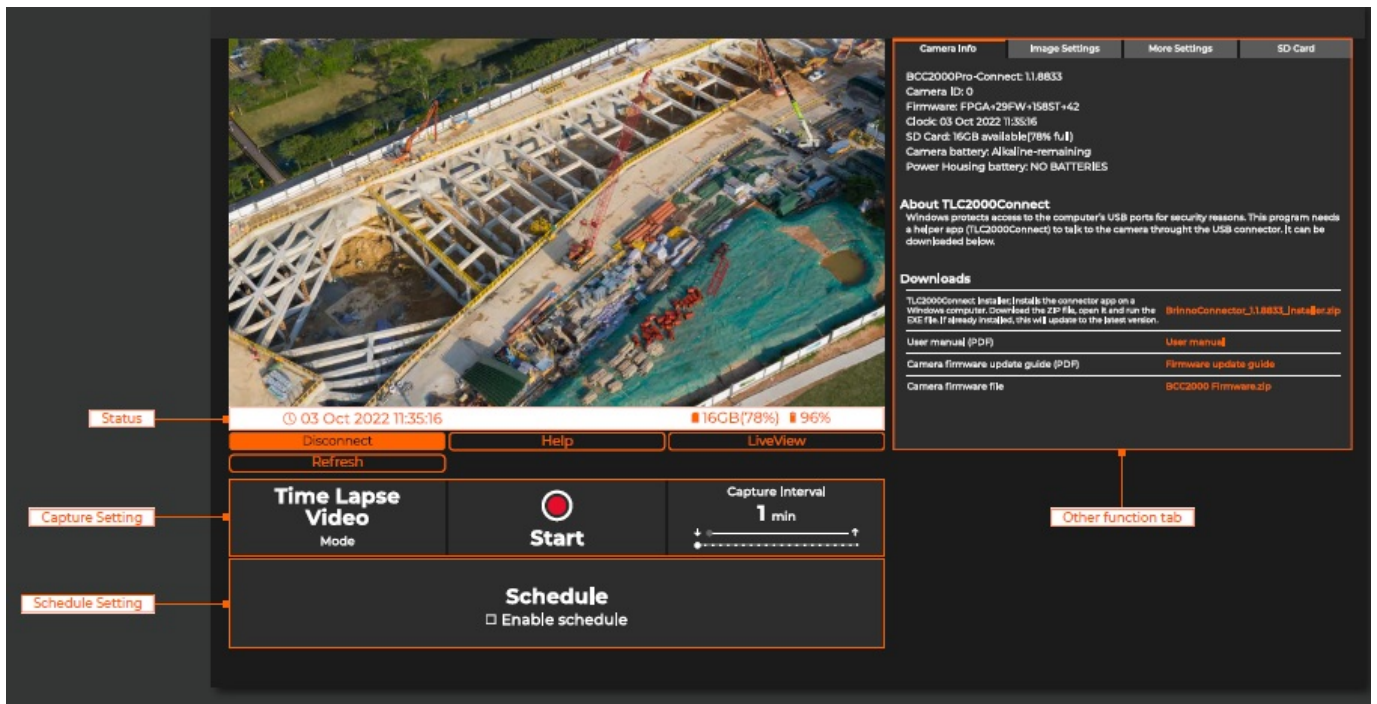 Camera Info
Image Settings
More Settings
SD Card
BCC2000Pro-Connect: 1.1.8833
Camera ID: 0
Firmware: FPGA+29FW+158ST+42
Clock: 03 Oct 2022 11:35:16
SD Card: 16GB available(78% full)
Camera battery: Alkaline-remaining
Power Housing battery: NO BATTERIES
About TLC2000Connect
Windows protects access to the computer's USB ports for security reasons. This program needs
a helper app (TLC2000Connect) to talk to the camera throught the USB connector. It can be
downloaded below.
Downloads
TLC2000Connect Installer; Installs the connector app on a
Windows computer. Download the ZIP file, open it and run the
EXE file. If already installed, this will update to the latest version.
BrinnoConnector_1.1.8833_Installer.zip
User manual (PDF)
User manual
Camera firmware update guide (PDF)
Firmware update guide
Camera firmware file
BCC2000 Firmware.zip
Status
03 Oct 2022 11:35:16
16GB(78%)
96%
Disconnect
Help
LiveView
Refresh
Capture Setting
Time Lapse
Video
Mode
Start
Capture Interval
1 min
Other function tab
Schedule Setting
Schedule
Enable schedule